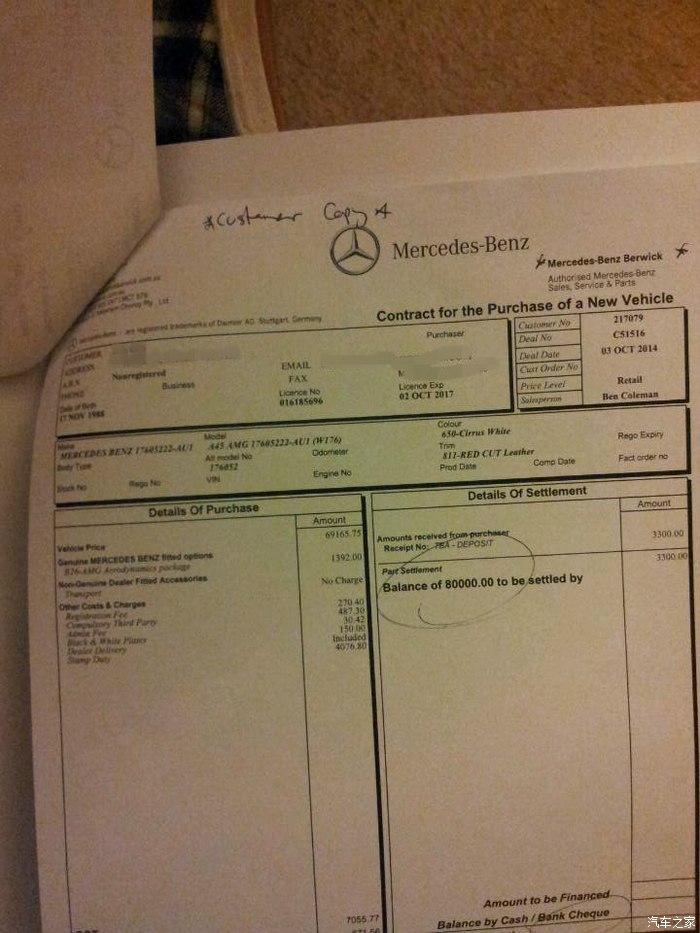 *Customer Copy *
Mercedes-Benz
* Mercedes-Benz Berwick *
Authorised Mercedes-Benz
Sales, Service & Parts
are registered trademarks of Daimler AG, Stuttgart, Germany
Contract for the Purchase of a New Vehicle
CUSTOMER
Purchaser
ADDRESS
A.B.N. Nonregistered
EMAIL
PHONE
Business
FAX
Date of Birth
Licence No
Licence Exp
17 NOV 1988
016185696
02 OCT 2017
Customer No 217079
Deal No C51516
Deal Date 03 OCT 2014
Cust Order No
Price Level Retail
Salesperson Ben Coleman
Make
Model
Colour
MERCEDES BENZ 17605222-AU1
A45 AMG 17605222-AU1 (W176)
650-Cirrus White
Rego Expiry
Body Type
Alt model No
Odometer
Trim
176052
811-RED CUT Leather
Stock No
Rego No
VIN
Engine No
Prod Date
Comp Date
Fact order no
Details Of Purchase
Amount
Vehicle Price 69165.75
Genuine MERCEDES BENZ fitted options
B26-AMG Aerodynamics package 1392.00
Non-Genuine Dealer Fitted Accessories
Transport No Charge
Other Costs & Charges
Registration Fee 270.40
Compulsory Third Party 487.30
Admin Fee 30.42
Black & White Plates 150.00
Dealer Delivery Included
Stamp Duty 4076.80
7055.77
Details Of Settlement
Amount
Amounts received from purchaser
Receipt No: TBA - DEPOSIT 3300.00
3300.00
Part Settlement
Balance of 80000.00 to be settled by
Amount to be Financed
Balance by Cash / Bank Cheque
汽车之家